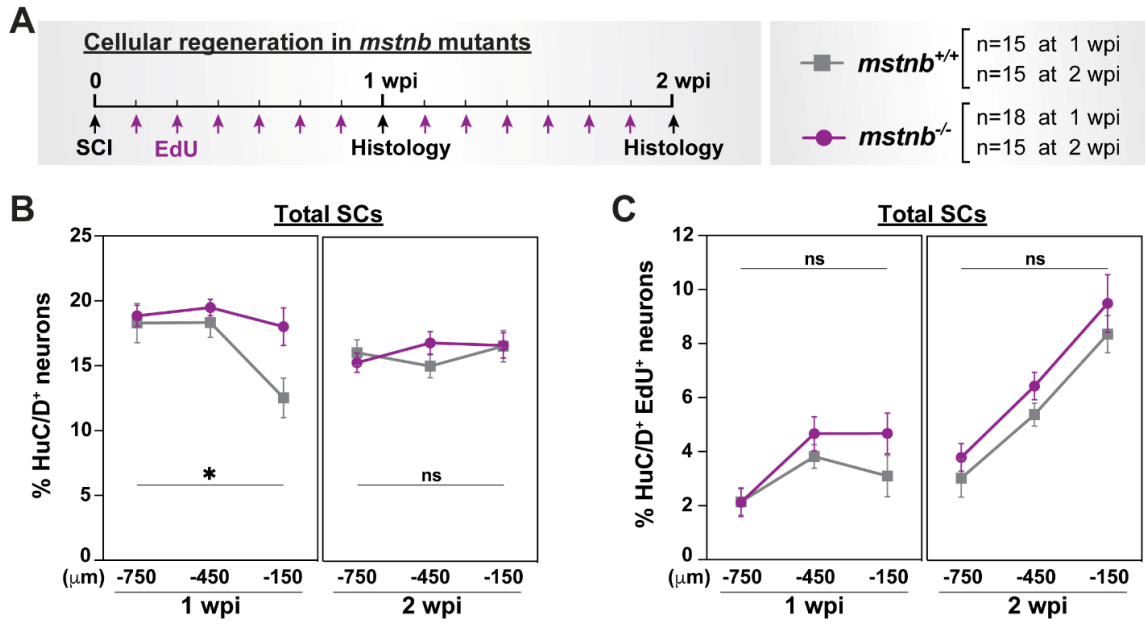 A
Cellular regeneration in mstnb mutants
0 1 wpi 2 wpi
SCI EdU Histology Histology
mstnb+/+ n=15 at 1 wpi
n=15 at 2 wpi
mstnb-/- n=18 at 1 wpi
n=15 at 2 wpi
B
Total SCs
% HuC/D+ neurons
25
20
15
10
5
0
*
ns
(μm) -750 -450 -150 -750 -450 -150
1 wpi 2 wpi
C
Total SCs
% HuC/D+ EdU+ neurons
12
10
8
6
4
2
0
ns
ns
(μm) -750 -450 -150 -750 -450 -150
1 wpi 2 wpi